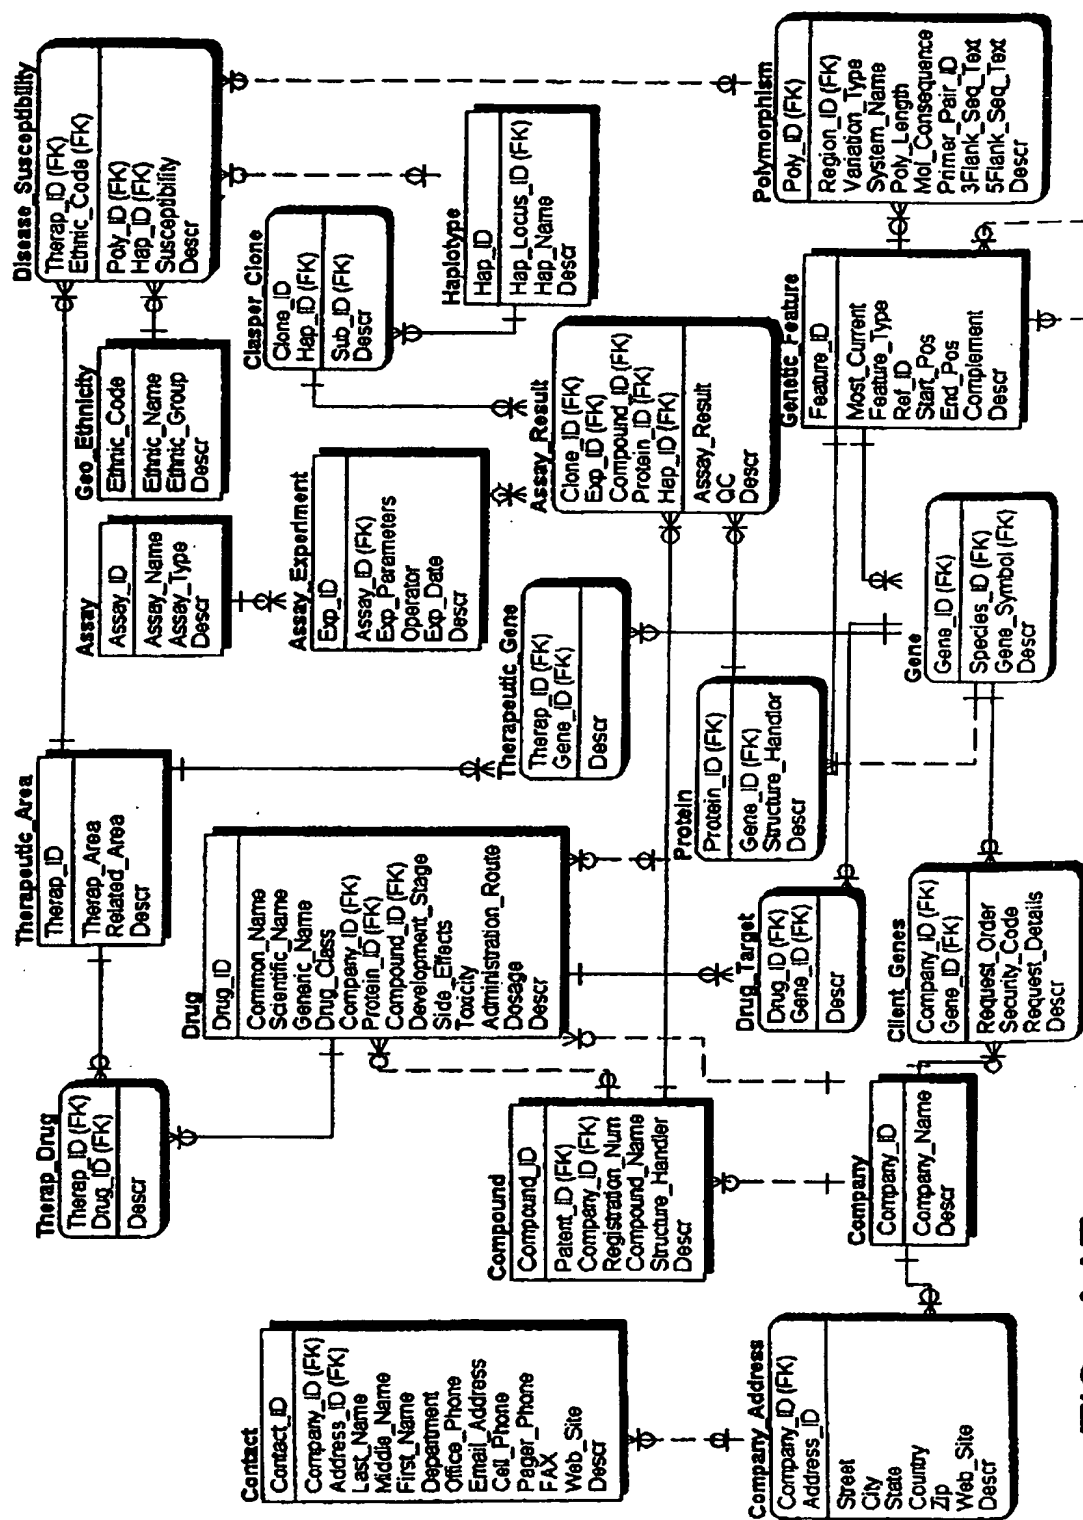 Disease_Susceptibility
Therap_ID (FK)
Ethnic_Code (FK)
Poly_ID (FK)
Hap_ID (FK)
Susceptibility
Descr
Polymorphism
Poly_ID (FK)
Region_ID (FK)
Variation_Type
System_Name
Poly_Length
Mol_Consequence
Primer_Pair_ID
3Flank_Seq_Text
5Flank_Seq_Text
Descr
Geo_Ethnicity
Ethnic_Code
Ethnic_Name
Ethnic_Group
Descr
Clasper_Clone
Clone_ID
Hap_ID (FK)
Sub_ID (FK)
Descr
Haplotype
Hap_ID
Hap_Locus_ID (FK)
Hap_Name
Descr
Genetic_Feature
Feature_ID
Most_Current
Feature_Type
Ref_ID
Start_Pos
End_Pos
Complement
Descr
Assay
Assay_ID
Assay_Name
Assay_Type
Descr
Assay_Experiment
Exp_ID
Assay_ID (FK)
Exp_Parameters
Operator
Exp_Date
Descr
Assay_Result
Clone_ID (FK)
Exp_ID (FK)
Compound_ID (FK)
Protein_ID (FK)
Hap_ID (FK)
Assay_Result
QC
Descr
Therapeutic_Area
Therap_ID
Therap_Area
Related_Area
Descr
Therapeutic_Gene
Therap_ID (FK)
Gene_ID (FK)
Descr
Protein
Protein_ID (FK)
Gene_ID (FK)
Structure_Handlor
Descr
Gene
Gene_ID (FK)
Species_ID (FK)
Gene_Symbol (FK)
Descr
Therap_Drug
Therap_ID (FK)
Drug_ID (FK)
Descr
Drug
Drug_ID
Common_Name
Scientific_Name
Generic_Name
Drug_Class
Company_ID (FK)
Protein_ID (FK)
Compound_ID (FK)
Development_Stage
Side_Effects
Toxicity
Administration_Route
Dosage
Descr
Drug_Target
Drug_ID (FK)
Gene_ID (FK)
Descr
Client_Genes
Company_ID (FK)
Gene_ID (FK)
Request_Order
Security_Code
Request_Details
Descr
Compound
Compound_ID
Patent_ID (FK)
Company_ID (FK)
Registration_Num
Compound_Name
Structure_Handler
Descr
Company
Company_ID
Company_Name
Descr
Contact
Contact_ID
Company_ID (FK)
Address_ID (FK)
Last_Name
Middle_Name
First_Name
Department
Office_Phone
Email_Address
Cell_Phone
Pager_Phone
FAX
Web_Site
Descr
Company_Address
Company_ID (FK)
Address_ID
Street
City
State
Country
Zip
Web_Site
Descr